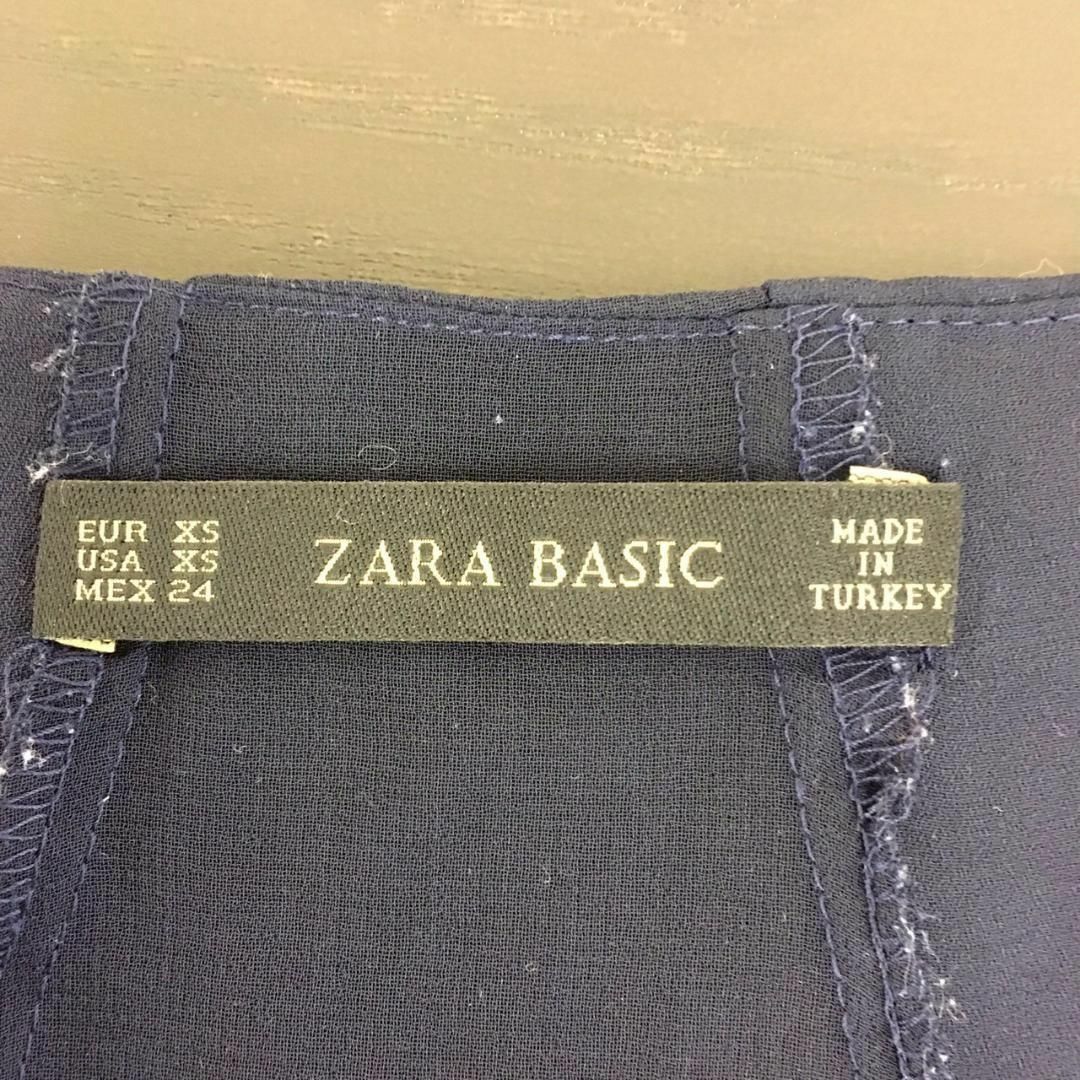 EUR XS
USA XS
MEX 24
ZARA BASIC
MADE
IN
TURKEY